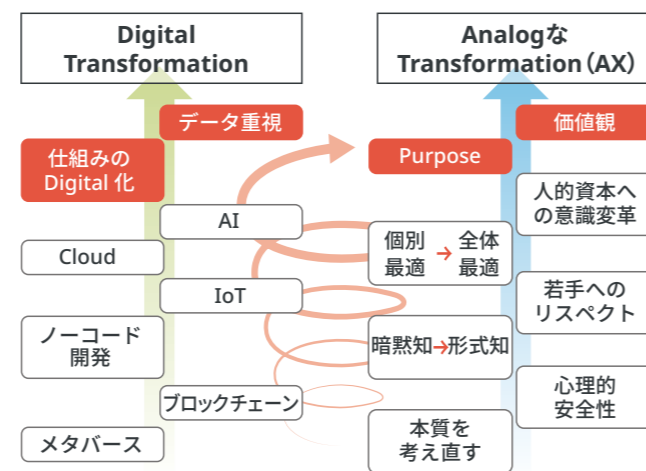 Digital
Transformation
データ重視
仕組みの
Digital 化
AI
Cloud
IoT
ノーコード
開発
ブロックチェーン
メタバース
Analogな
Transformation(AX)
価値観
Purpose
人的資本へ
の意識変革
個別
最適
→
全体
最適
若手への
リスペクト
暗黙知→形式知
心理的
安全性
本質を
考え直す